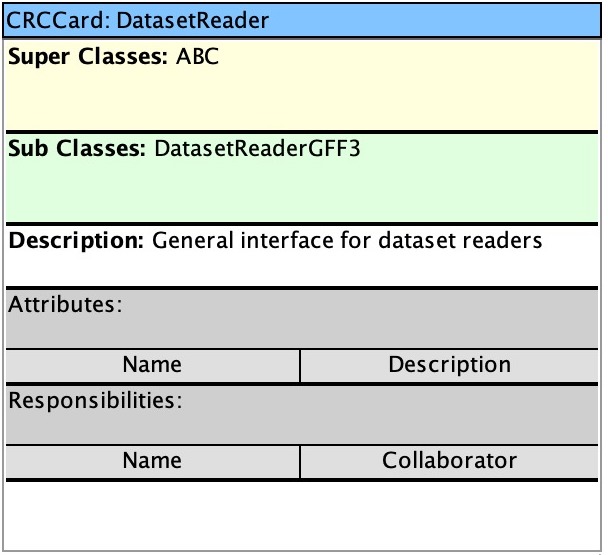 CRCCard: DatasetReader
Super Classes: ABC
Sub Classes: DatasetReaderGFF3
Description: General interface for dataset readers
Attributes:
Name Description
Responsibilities:
Name Collaborator